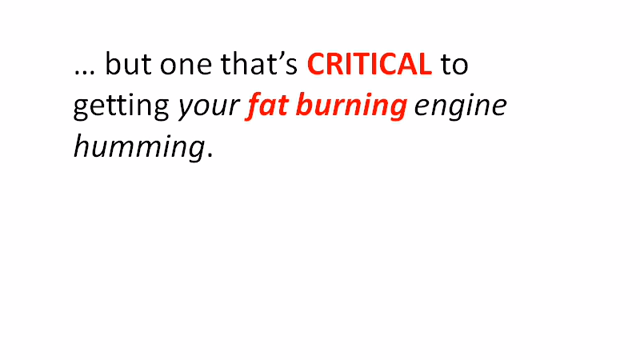 … but one that’s CRITICAL to
getting your fat burning engine
humming.